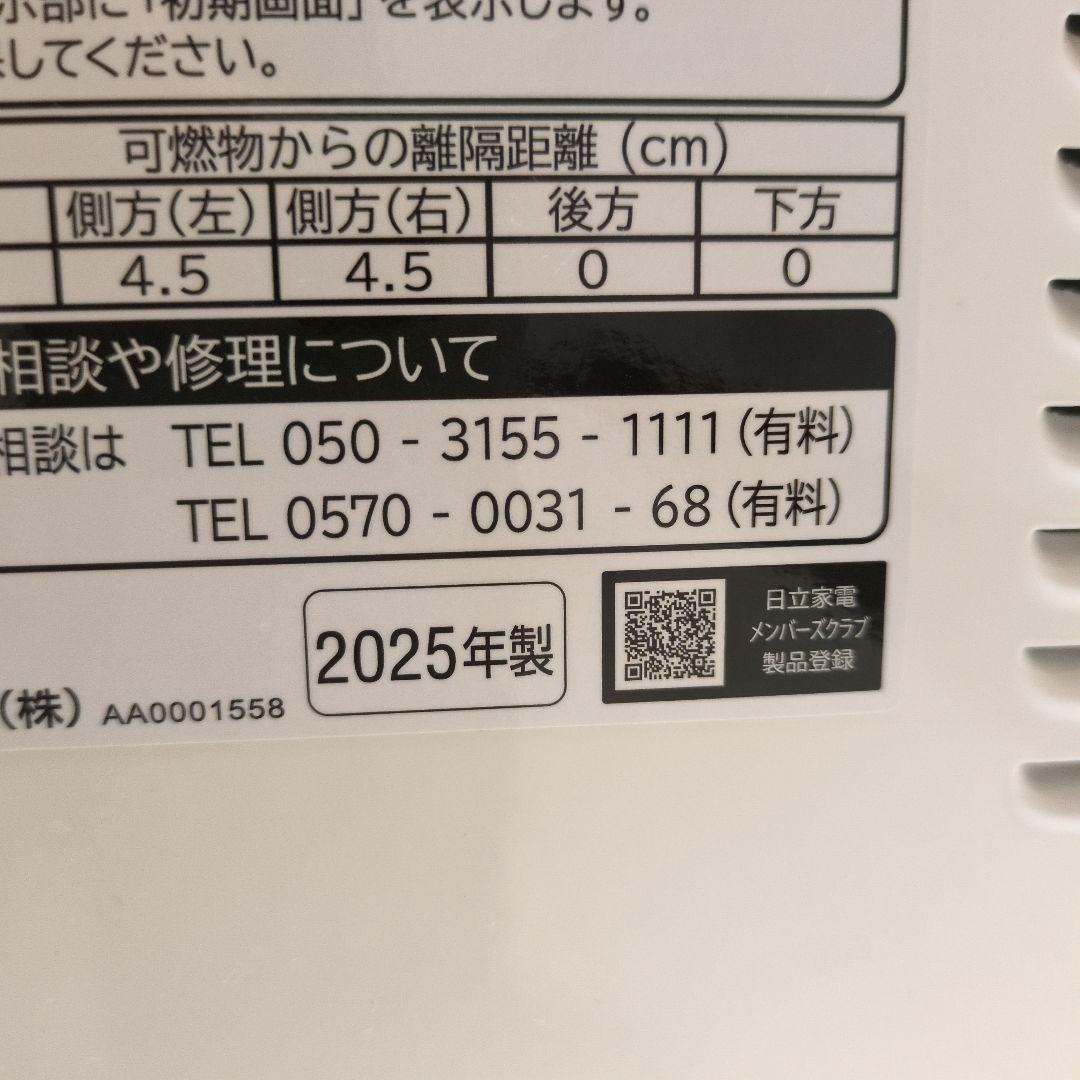 示部に「初期画面」を表示します。
してください。
可燃物からの離隔距離（cm）
側方（左） 側方（右） 後方 下方
4.5 4.5 0 0
相談や修理について
相談は TEL 050 - 3155 - 1111（有料）
TEL 0570 - 0031 - 68（有料）
2025年製
日立家電
メンバーズクラブ
製品登録
（株） AA0001558